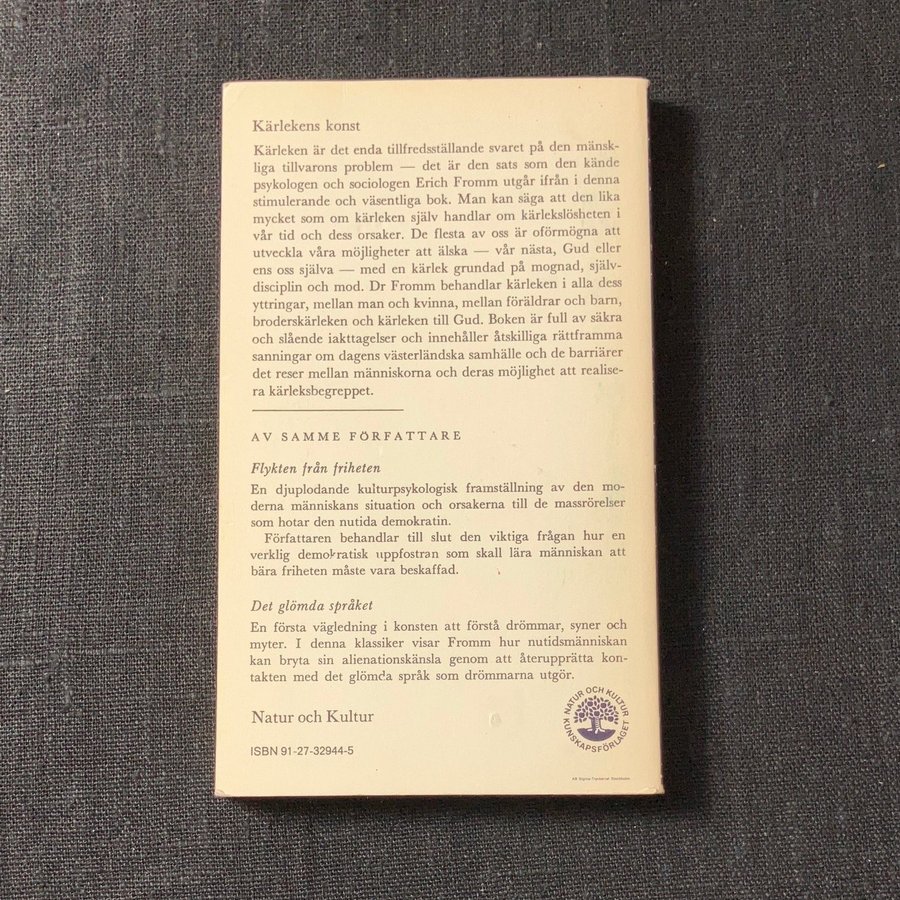 Kärlekens konst
Kärleken är det enda tillfredsställande svaret på den mänsk-
liga tillvarons problem — det är den sats som den kände
psykologen och sociologen Erich Fromm utgår ifrån i denna
stimulerande och väsentliga bok. Man kan säga att den lika
mycket som om kärleken själv handlar om kärlekslösheten i
vår tid och dess orsaker. De flesta av oss är oförmögna att
utveckla våra möjligheter att älska — vår nästa, Gud eller
ens oss själva — med en kärlek grundad på mognad, själv-
disciplin och mod. Dr Fromm behandlar kärleken i alla dess
yttringar, mellan man och kvinna, mellan föräldrar och barn,
broderskärleken och kärleken till Gud. Boken är full av säkra
och slående iakttagelser och innehåller åtskilliga rättframma
sanningar om dagens västerländska samhälle och de barriärer
det reser mellan människorna och deras möjlighet att realise-
ra kärleksbegreppet.
AV SAMME FÖRFATTARE
Flykten från friheten
En djuplodande kulturpsykologisk framställning av den mo-
derna människans situation och orsakerna till de massrörelser
som hotar den nutida demokratin.
Författaren behandlar till slut den viktiga frågan hur en
verklig demokratisk uppfostran som skall lära människan att
bära friheten måste vara beskaffad.
Det glömda språket
En första vägledning i konsten att förstå drömmar, syner och
myter. I denna klassiker visar Fromm hur nutidsmänniskan
kan bryta sin alienationskänsla genom att återupprätta kon-
takten med det glömda språk som drömmarna utgör.
NATUR OCH KULTUR
KUNSKAPSFÖRLAGET
Natur och Kultur
ISBN 91-27-32944-5